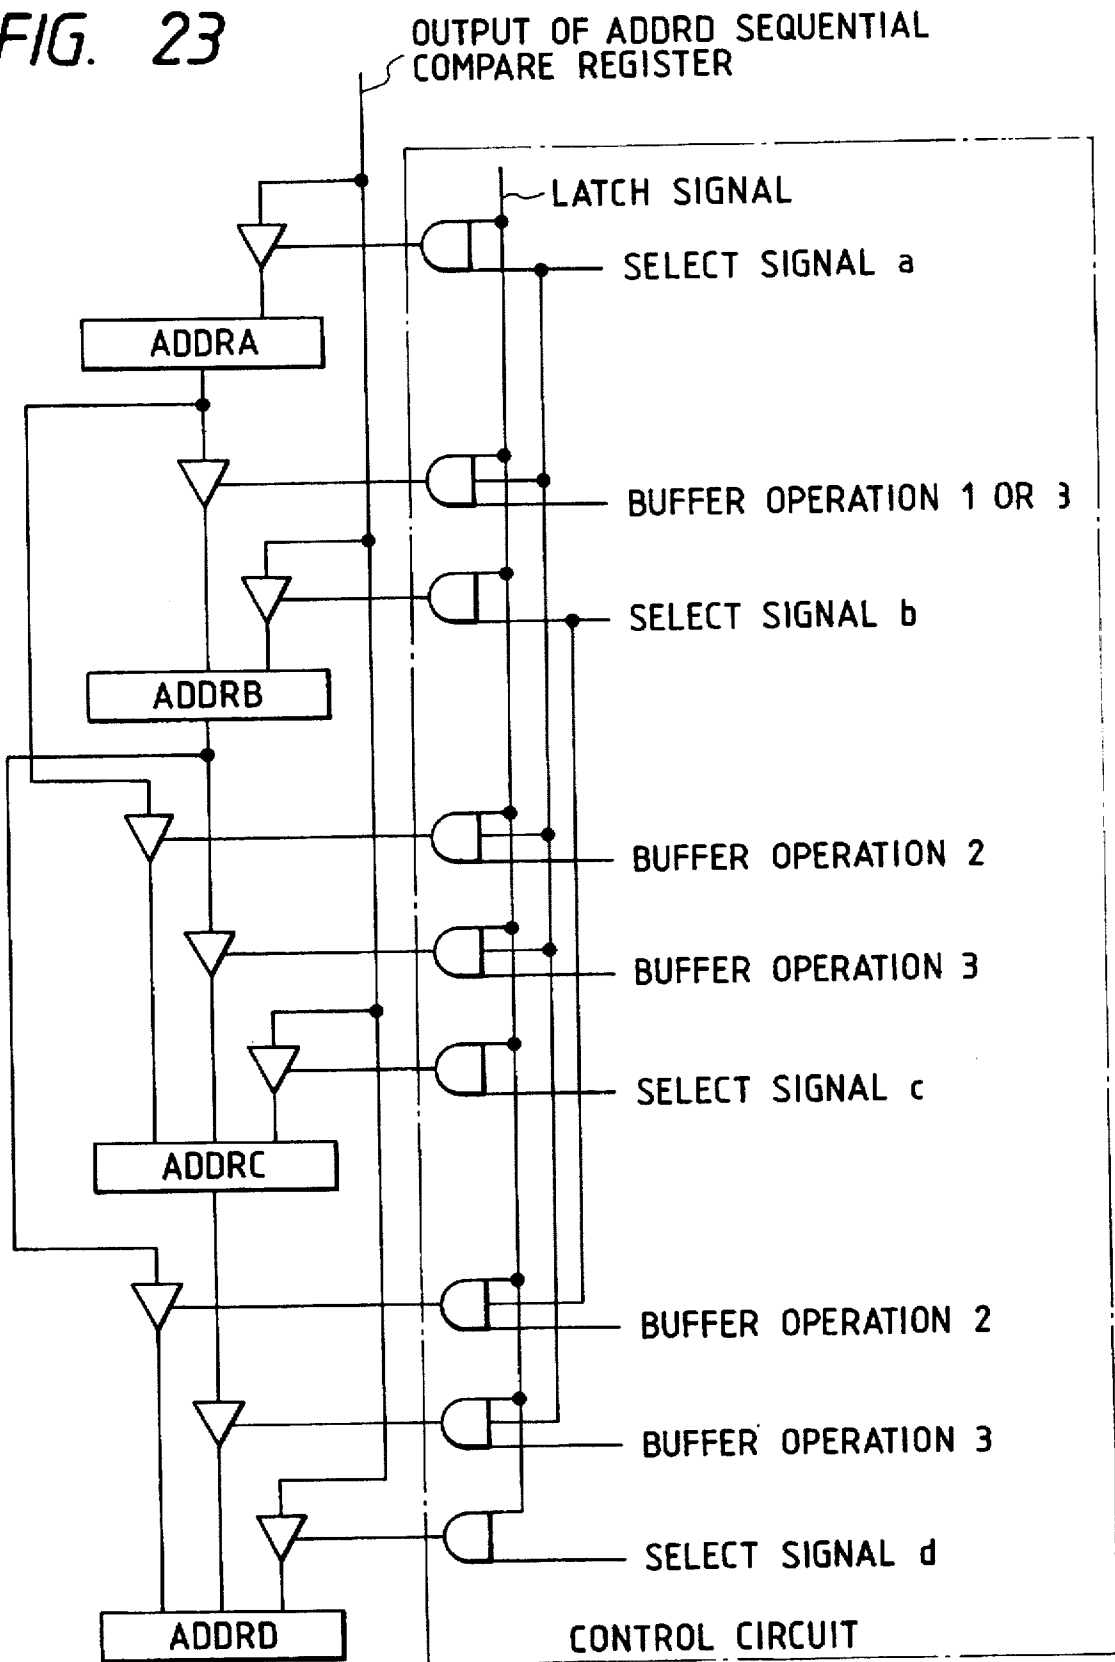 FIG. 23
OUTPUT OF ADDRD SEQUENTIAL
COMPARE REGISTER
LATCH SIGNAL
SELECT SIGNAL a
ADDRA
BUFFER OPERATION 1 OR 3
SELECT SIGNAL b
ADDRB
BUFFER OPERATION 2
BUFFER OPERATION 3
SELECT SIGNAL c
ADDRC
BUFFER OPERATION 2
BUFFER OPERATION 3
SELECT SIGNAL d
ADDRD
CONTROL CIRCUIT